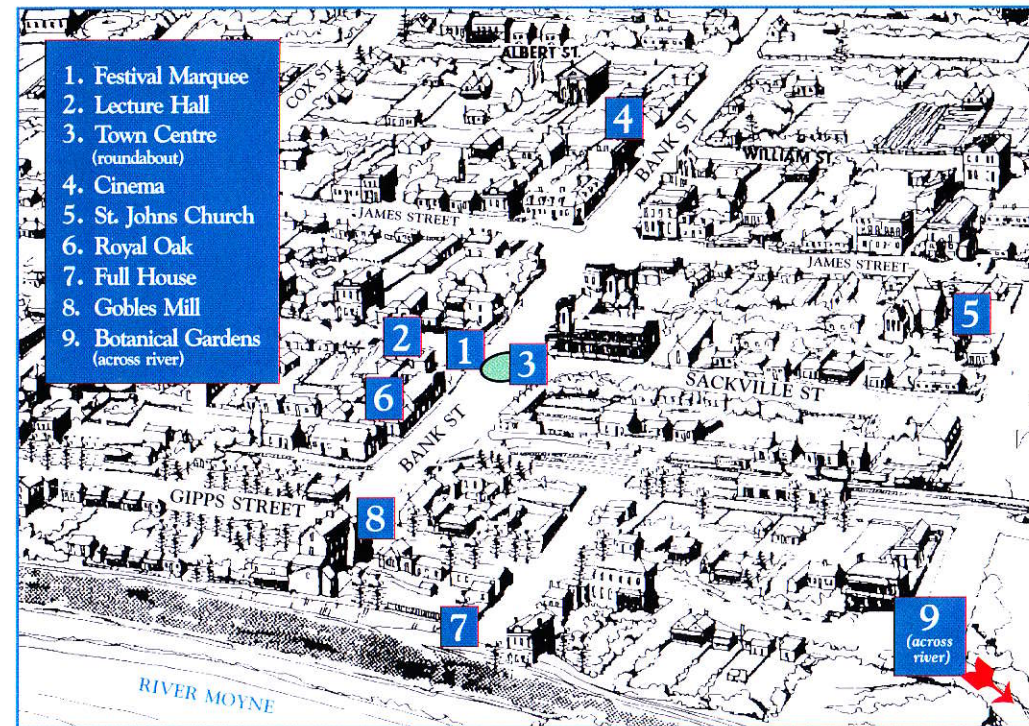 1. Festival Marquee
2. Lecture Hall
3. Town Centre
(roundabout)
4. Cinema
5. St. Johns Church
6. Royal Oak
7. Full House
8. Gobles Mill
9. Botanical Gardens
(across river)
ALBERT ST.
COX ST
4
BANK ST
WILLIAM ST.
JAMES STREET
JAMES STREET
5
2
1
3
SACKVILLE ST
6
BANK ST
GIPPS STREET
8
7
9
(across
river)
RIVER MOYNE